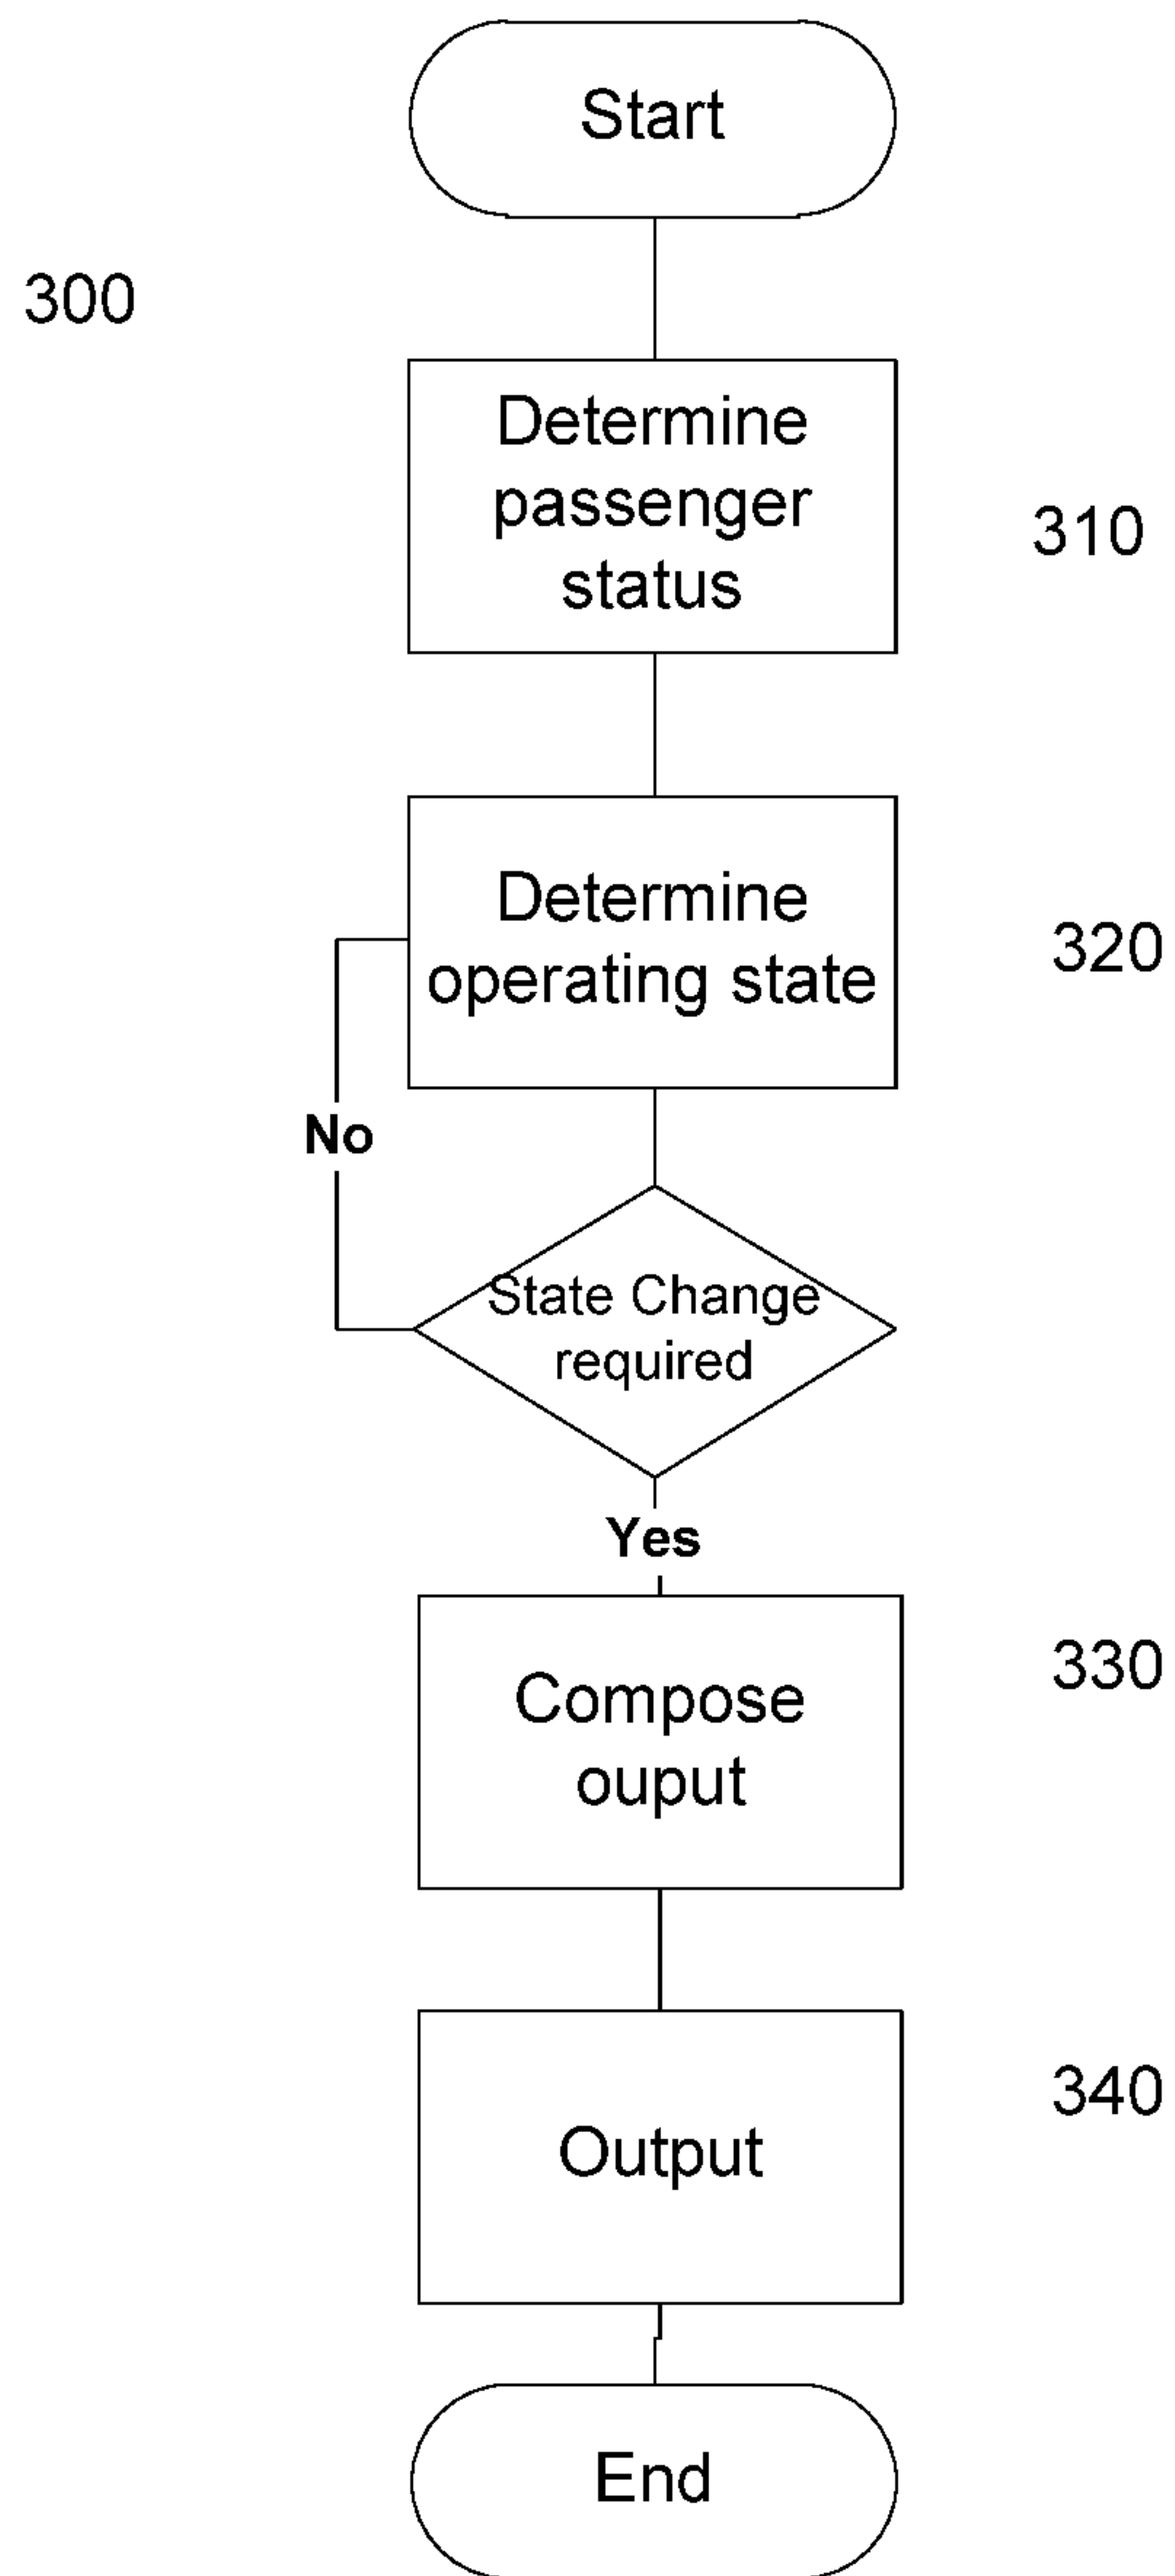 Start
300
Determine
passenger
status
310
Determine
operating state
320
No
State Change
required
Yes
Compose
ouput
330
Output
340
End